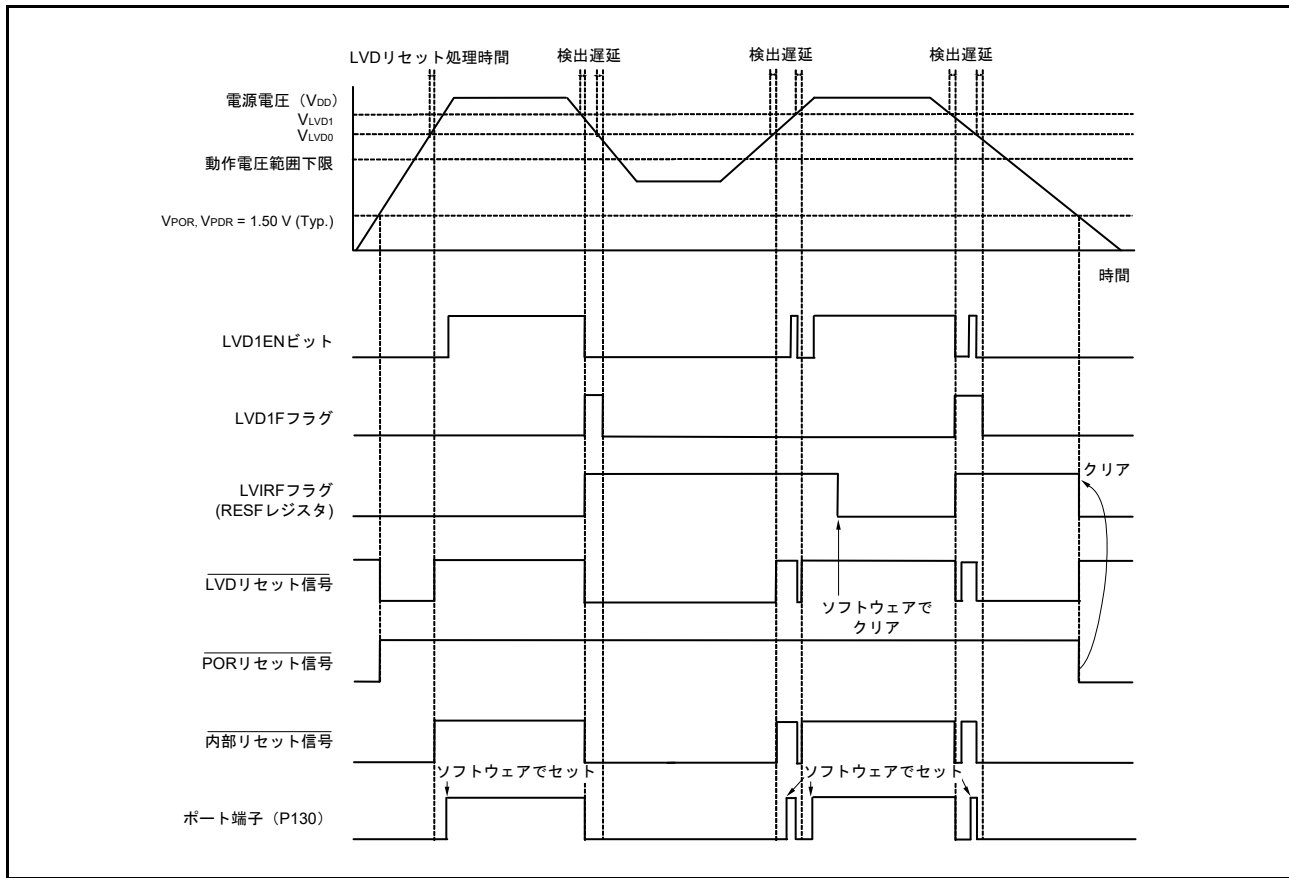 LVDリセット処理時間 検出遅延 検出遅延 検出遅延
電源電圧（VDD）
VLVD1
VLVD0
動作電圧範囲下限
VPOR, VPDR = 1.50 V (Typ.)
時間
LVD1ENビット
LVD1Fフラグ
クリア
LVIRFフラグ
(RESFレジスタ)
LVDリセット信号
ソフトウェアで
クリア
PORリセット信号
内部リセット信号
ソフトウェアでセット ソフトウェアでセット
ポート端子（P130）